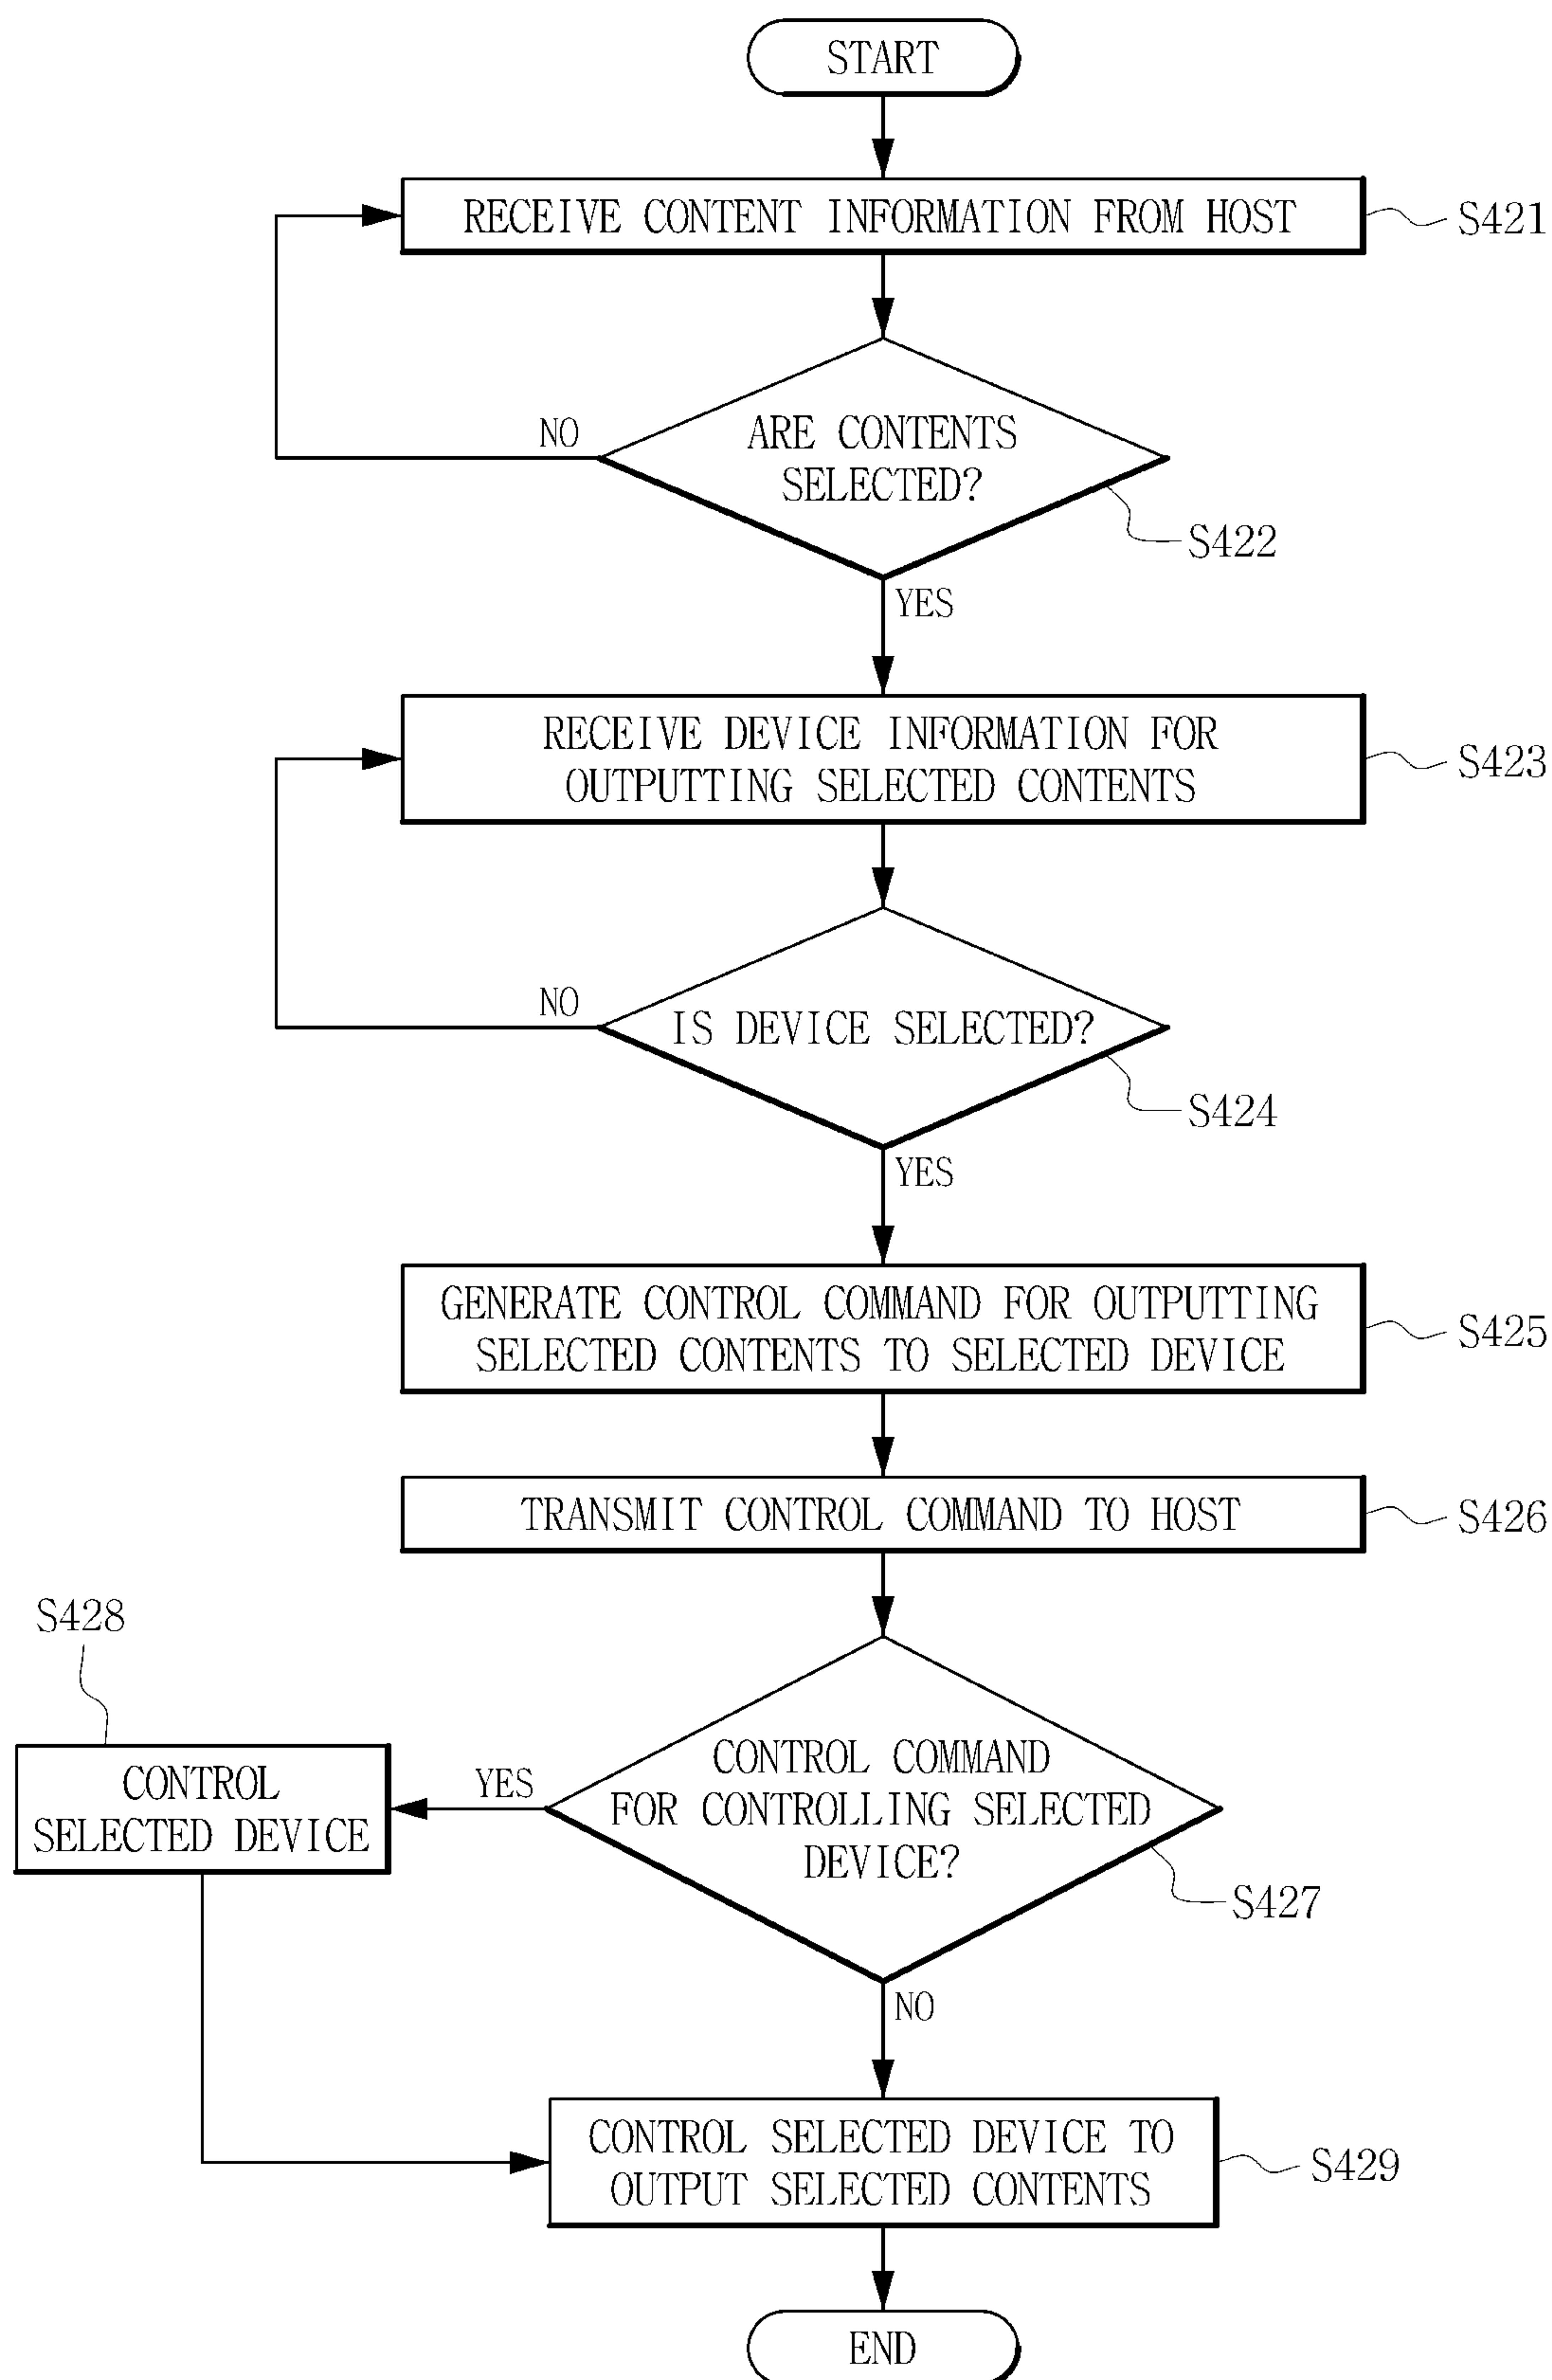 START
RECEIVE CONTENT INFORMATION FROM HOST
S421
NO
ARE CONTENTS
SELECTED?
S422
YES
RECEIVE DEVICE INFORMATION FOR
OUTPUTTING SELECTED CONTENTS
S423
NO
IS DEVICE SELECTED?
S424
YES
GENERATE CONTROL COMMAND FOR OUTPUTTING
SELECTED CONTENTS TO SELECTED DEVICE
S425
TRANSMIT CONTROL COMMAND TO HOST
S426
S428
CONTROL
SELECTED DEVICE
YES
CONTROL COMMAND
FOR CONTROLLING SELECTED
DEVICE?
S427
NO
CONTROL SELECTED DEVICE TO
OUTPUT SELECTED CONTENTS
S429
END